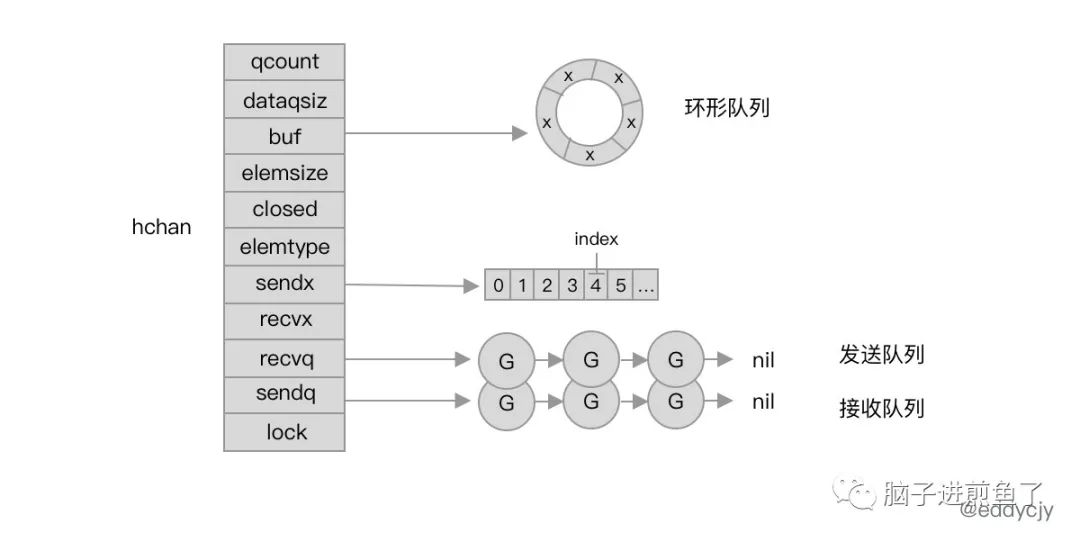 qcount
dataqsiz
buf
elemsize
closed
elemtype
sendx
recvx
recvq
sendq
lock
hchan
x x x x x
环形队列
index
0 1 2 3 4 5 ...
G G G nil 发送队列
G G G nil 接收队列
脑子进煎鱼了
@eddycjy